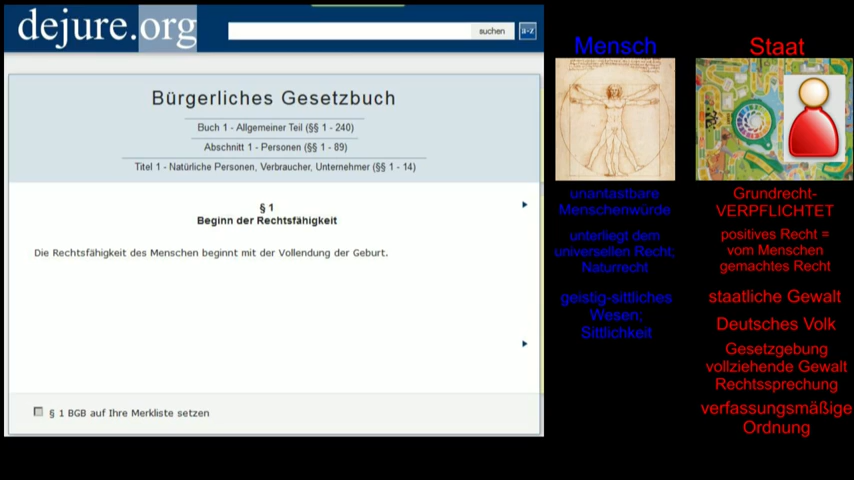 dejure.org
suchen
a-z
Bürgerliches Gesetzbuch
Buch 1 - Allgemeiner Teil (§§ 1 - 240)
Abschnitt 1 - Personen (§§ 1 - 89)
Titel 1 - Natürliche Personen, Verbraucher, Unternehmer (§§ 1 - 14)
§ 1
Beginn der Rechtsfähigkeit
Die Rechtsfähigkeit des Menschen beginnt mit der Vollendung der Geburt.
§ 1 BGB auf Ihre Merkliste setzen
Mensch
unantastbare
Menschenwürde
unterliegt dem
universellen Recht;
Naturrecht
geistig-sittliches
Wesen;
Sittlichkeit
Staat
Grundrecht-
VERPFLICHTET
positives Recht =
vom Menschen
gemachtes Recht
staatliche Gewalt
Deutsches Volk
Gesetzgebung
vollziehende Gewalt
Rechtssprechung
verfassungsmäßige
Ordnung